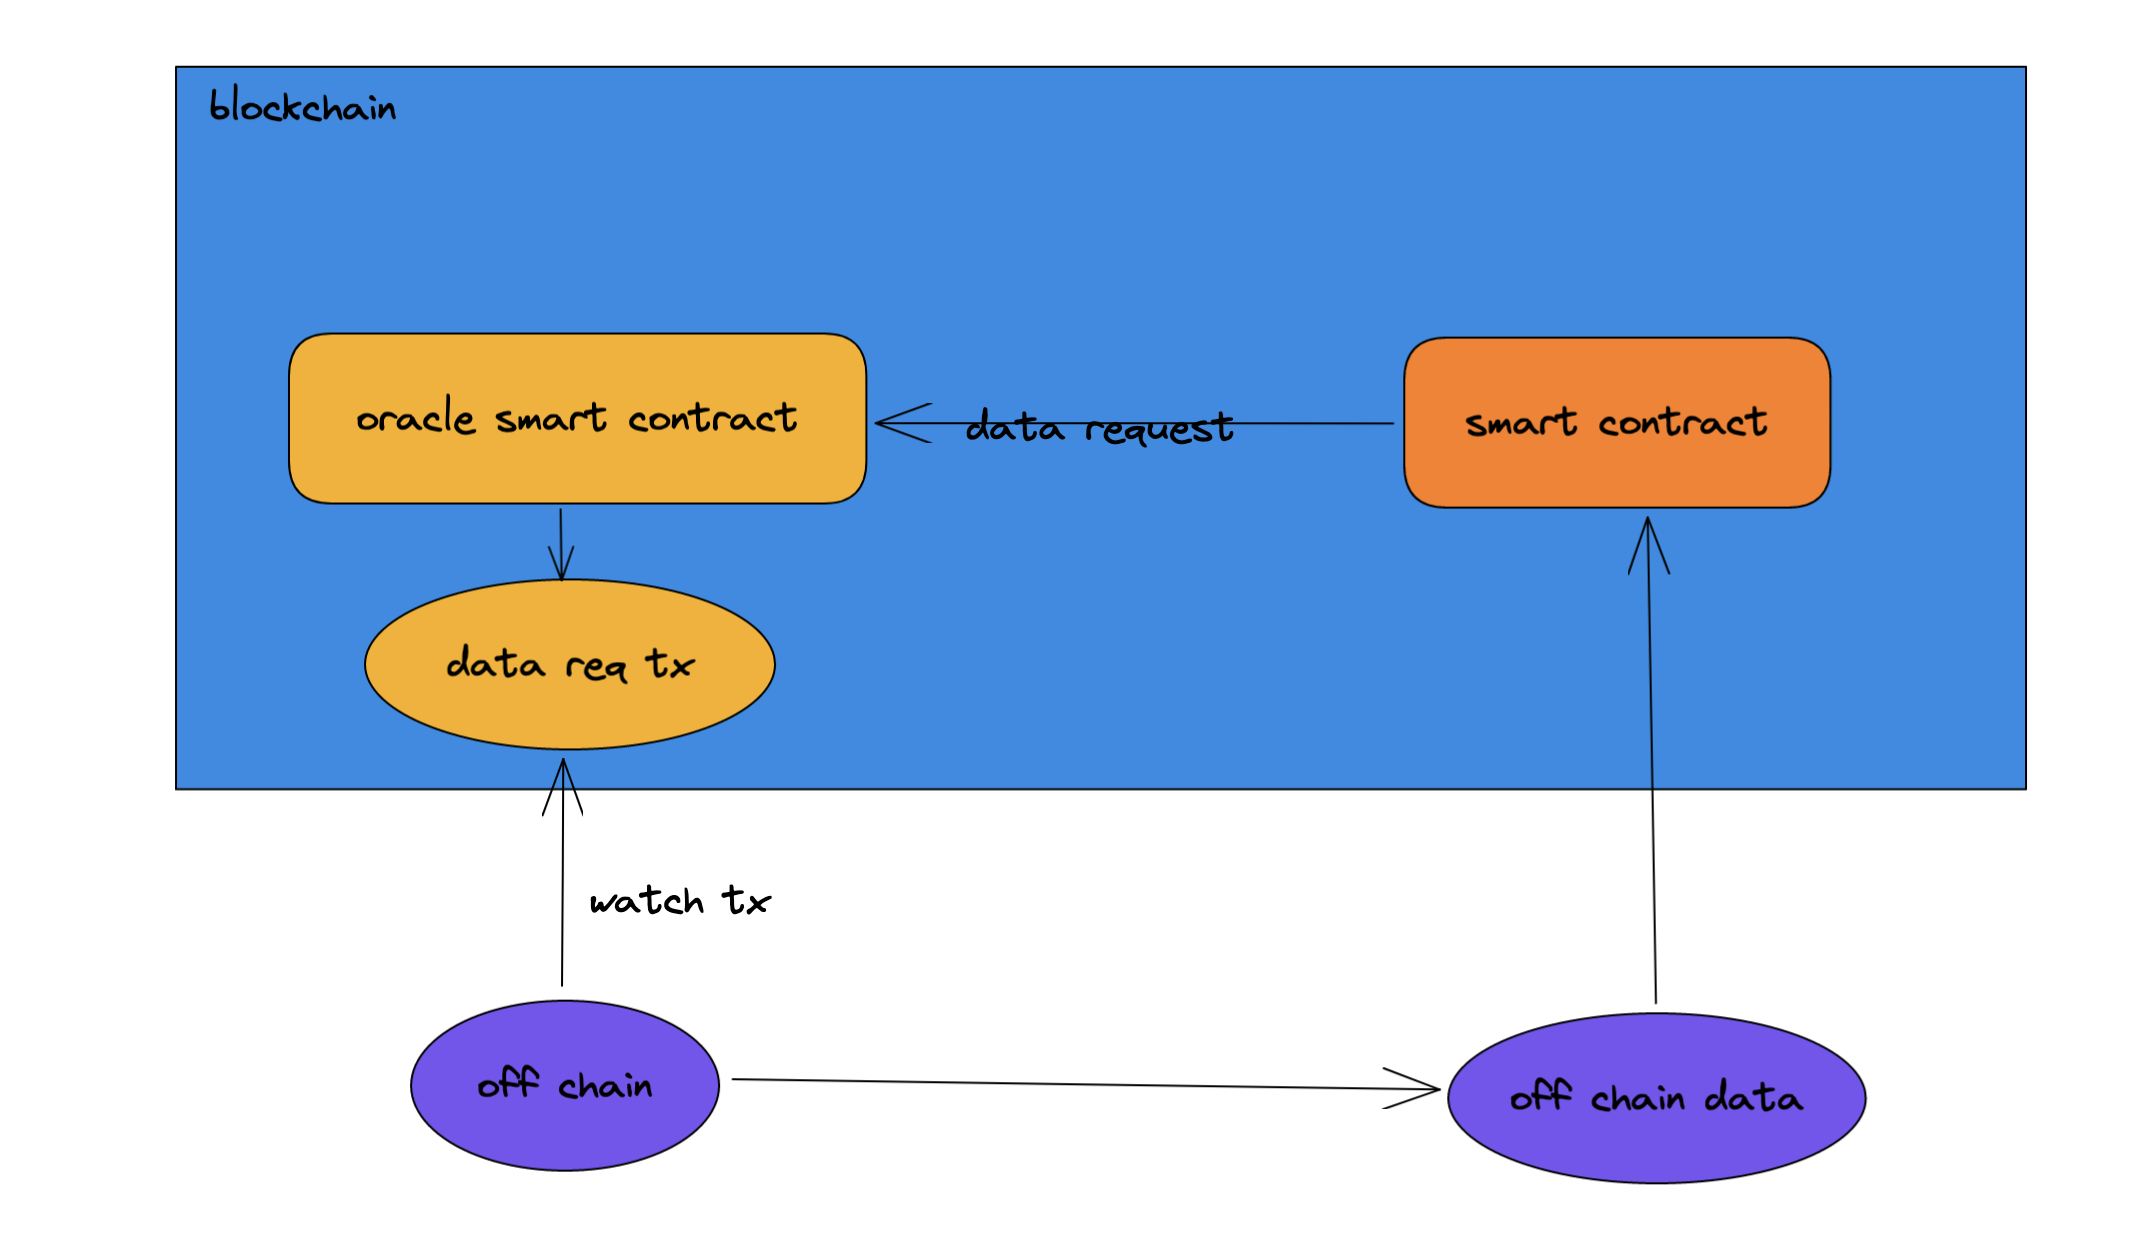 blockchain
oracle smart contract
data request
smart contract
data req tx
watch tx
off chain
off chain data